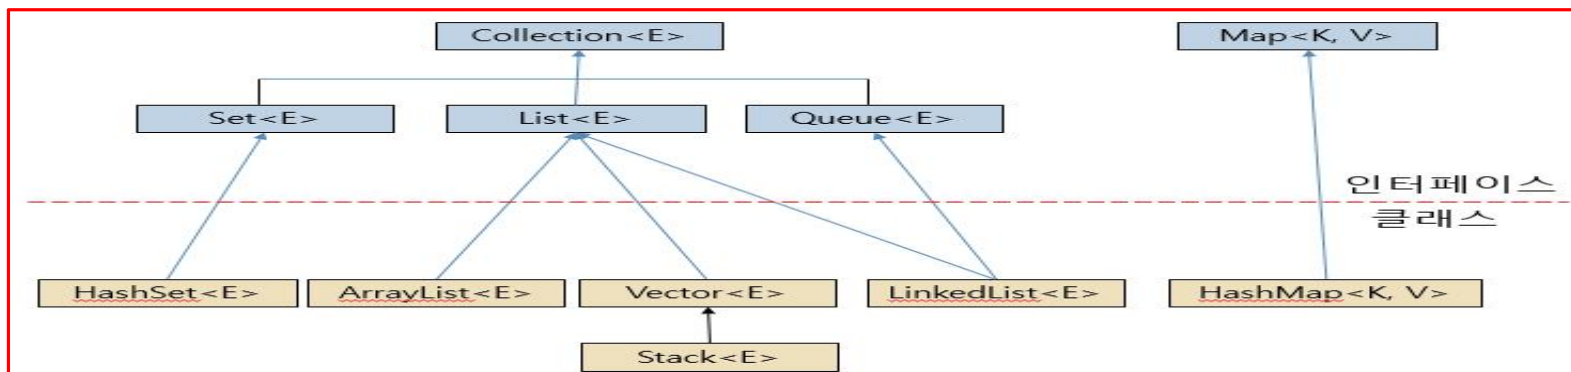 Collection<E>
Map<K, V>
Set<E>
List<E>
Queue<E>
인터페이스
클래스
HashSet<E>
ArrayList<E>
Vector<E>
LinkedList<E>
HashMap<K, V>
Stack<E>